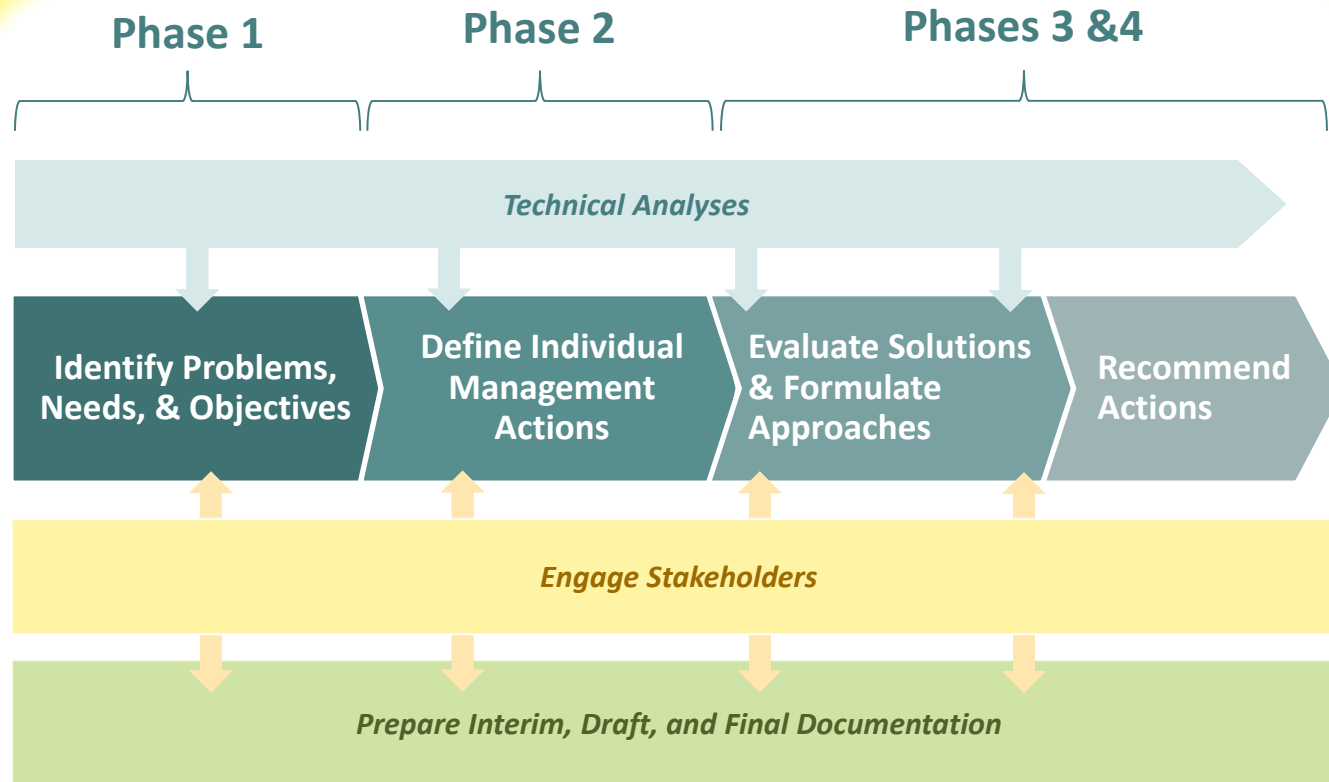 Phase 1
Phase 2
Phases 3 &4
Technical Analyses
Identify Problems,
Needs, & Objectives
Define Individual
Management
Actions
Evaluate Solutions
& Formulate
Approaches
Recommend
Actions
Engage Stakeholders
Prepare Interim, Draft, and Final Documentation